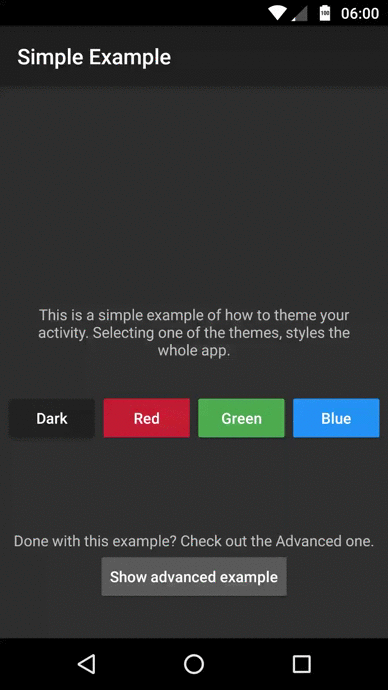 06:00
Simple Example
This is a simple example of how to theme your
activity. Selecting one of the themes, styles the
whole app.
Dark Red Green Blue
Done with this example? Check out the Advanced one.
Show advanced example